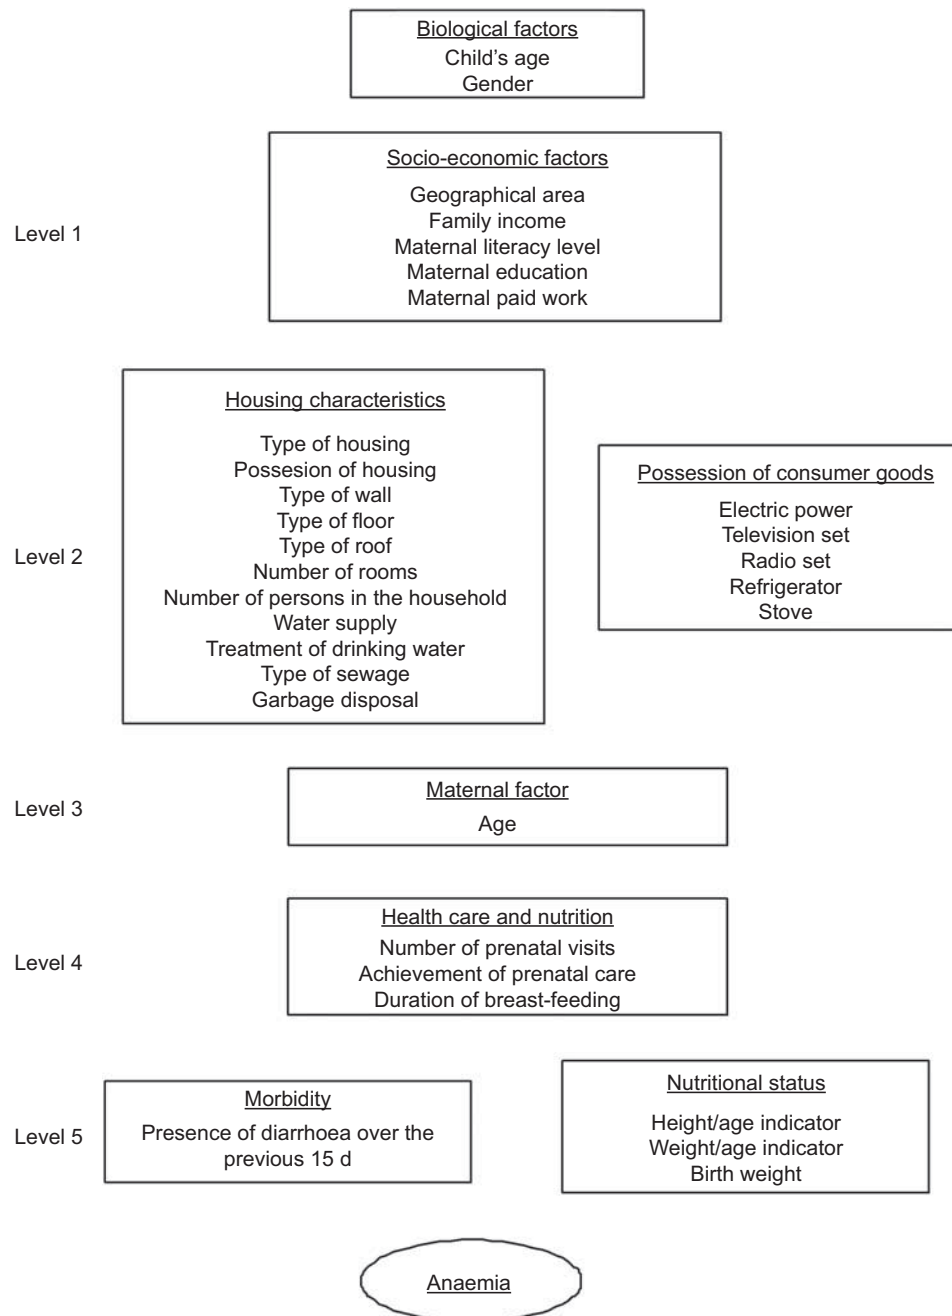 Biological factors
Child's age
Gender
Level 1
Socio-economic factors
Geographical area
Family income
Maternal literacy level
Maternal education
Maternal paid work
Level 2
Housing characteristics
Type of housing
Possesion of housing
Type of wall
Type of floor
Type of roof
Number of rooms
Number of persons in the household
Water supply
Treatment of drinking water
Type of sewage
Garbage disposal
Possession of consumer goods
Electric power
Television set
Radio set
Refrigerator
Stove
Level 3
Maternal factor
Age
Level 4
Health care and nutrition
Number of prenatal visits
Achievement of prenatal care
Duration of breast-feeding
Level 5
Morbidity
Presence of diarrhoea over the
previous 15 d
Nutritional status
Height/age indicator
Weight/age indicator
Birth weight
Anaemia